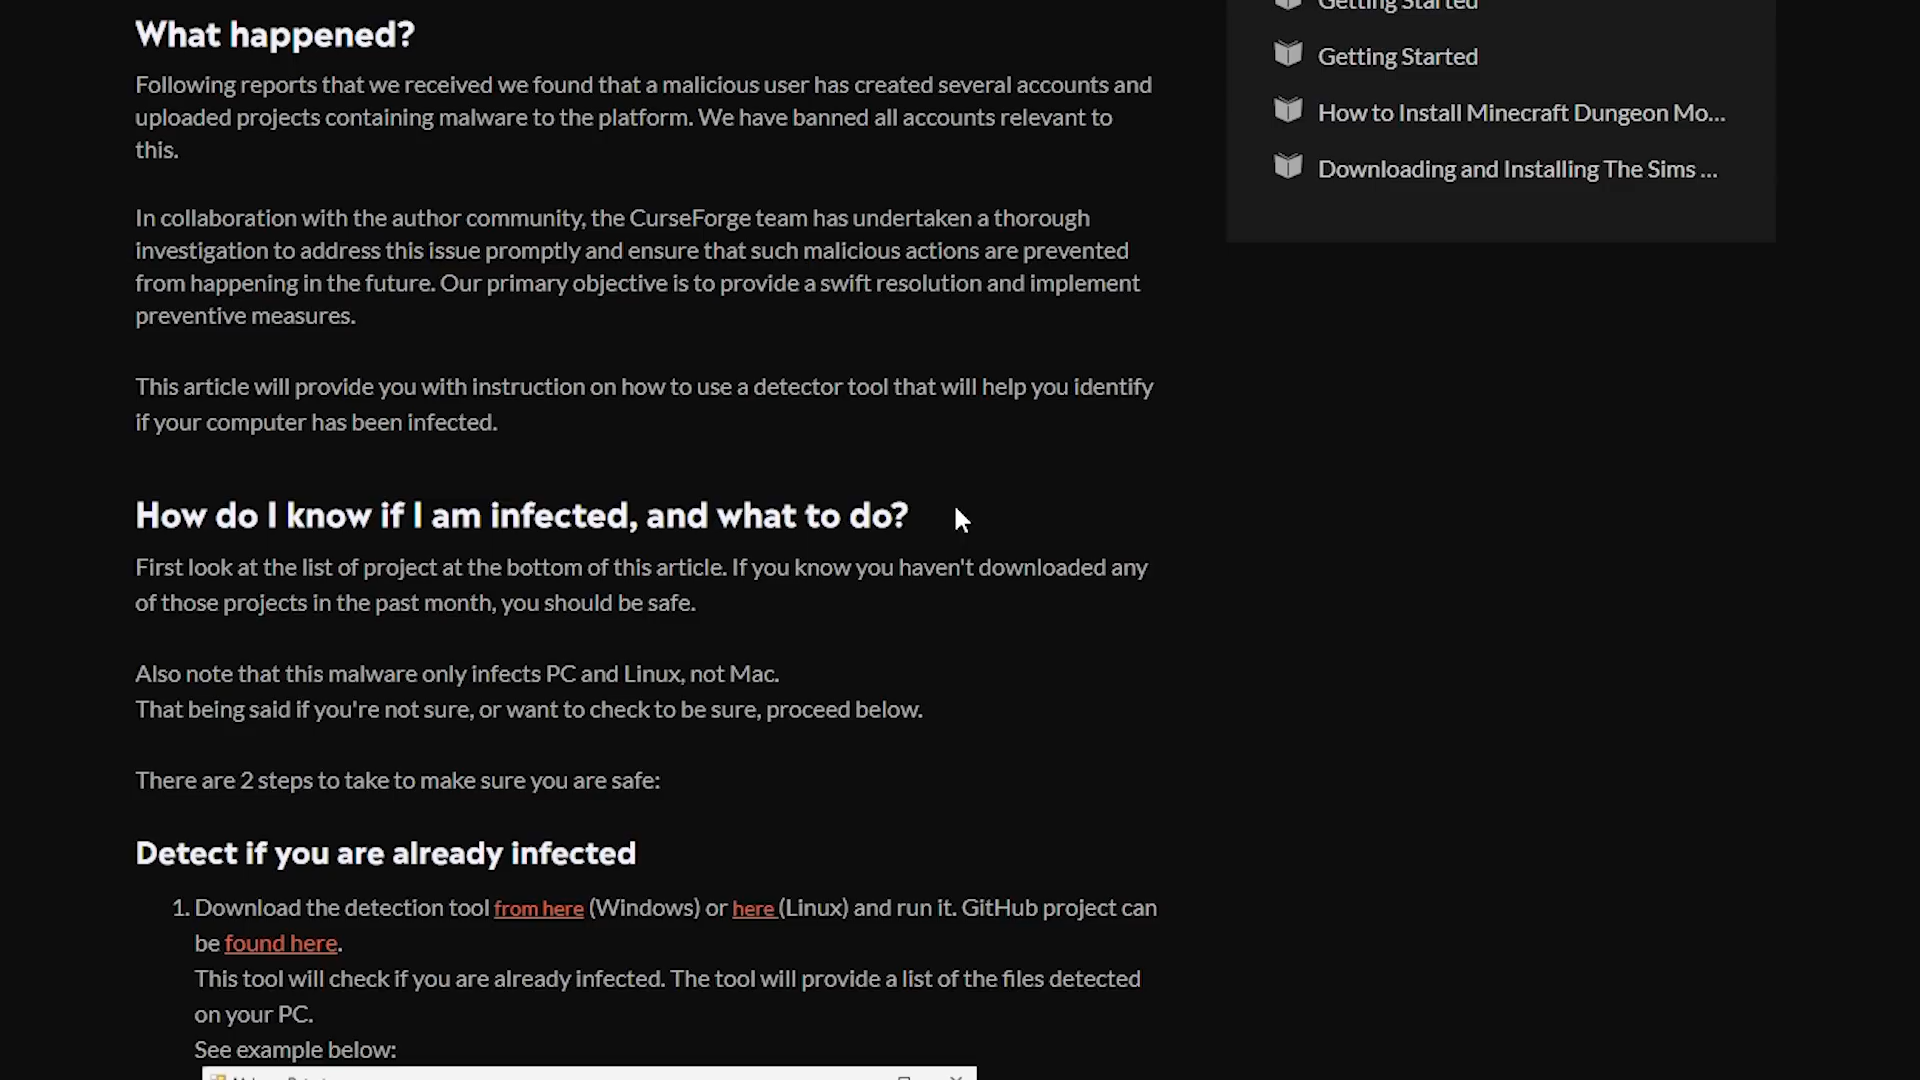 What happened?
Following reports that we received we found that a malicious user has created several accounts and
uploaded projects containing malware to the platform. We have banned all accounts relevant to
this.
In collaboration with the author community, the CurseForge team has undertaken a thorough
investigation to address this issue promptly and ensure that such malicious actions are prevented
from happening in the future. Our primary objective is to provide a swift resolution and implement
preventive measures.
This article will provide you with instruction on how to use a detector tool that will help you identify
if your computer has been infected.
How do I know if I am infected, and what to do?
First look at the list of project at the bottom of this article. If you know you haven't downloaded any
of those projects in the past month, you should be safe.
Also note that this malware only infects PC and Linux, not Mac.
That being said if you're not sure, or want to check to be sure, proceed below.
There are 2 steps to take to make sure you are safe:
Detect if you are already infected
1. Download the detection tool from here (Windows) or here (Linux) and run it. GitHub project can
be found here.
This tool will check if you are already infected. The tool will provide a list of the files detected
on your PC.
See example below:
Getting Started
Getting Started
How to Install Minecraft Dungeon Mo...
Downloading and Installing The Sims ...